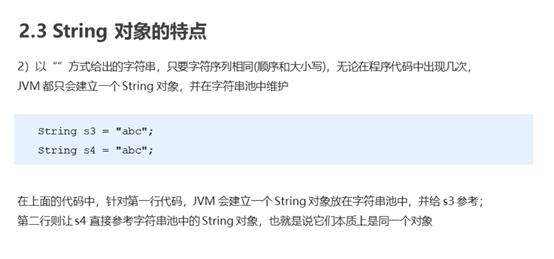 2.3 String 对象的特点
2）以“”方式给出的字符串，只要字符序列相同(顺序和大小写)，无论在程序代码中出现几次，
JVM 都只会建立一个 String 对象，并在字符串池中维护
String s3 = "abc";
String s4 = "abc";
在上面的代码中，针对第一行代码，JVM 会建立一个 String 对象放在字符串池中，并给 s3 参考；
第二行则让 s4 直接参考字符串池中的 String 对象，也就是说它们本质上是同一个对象